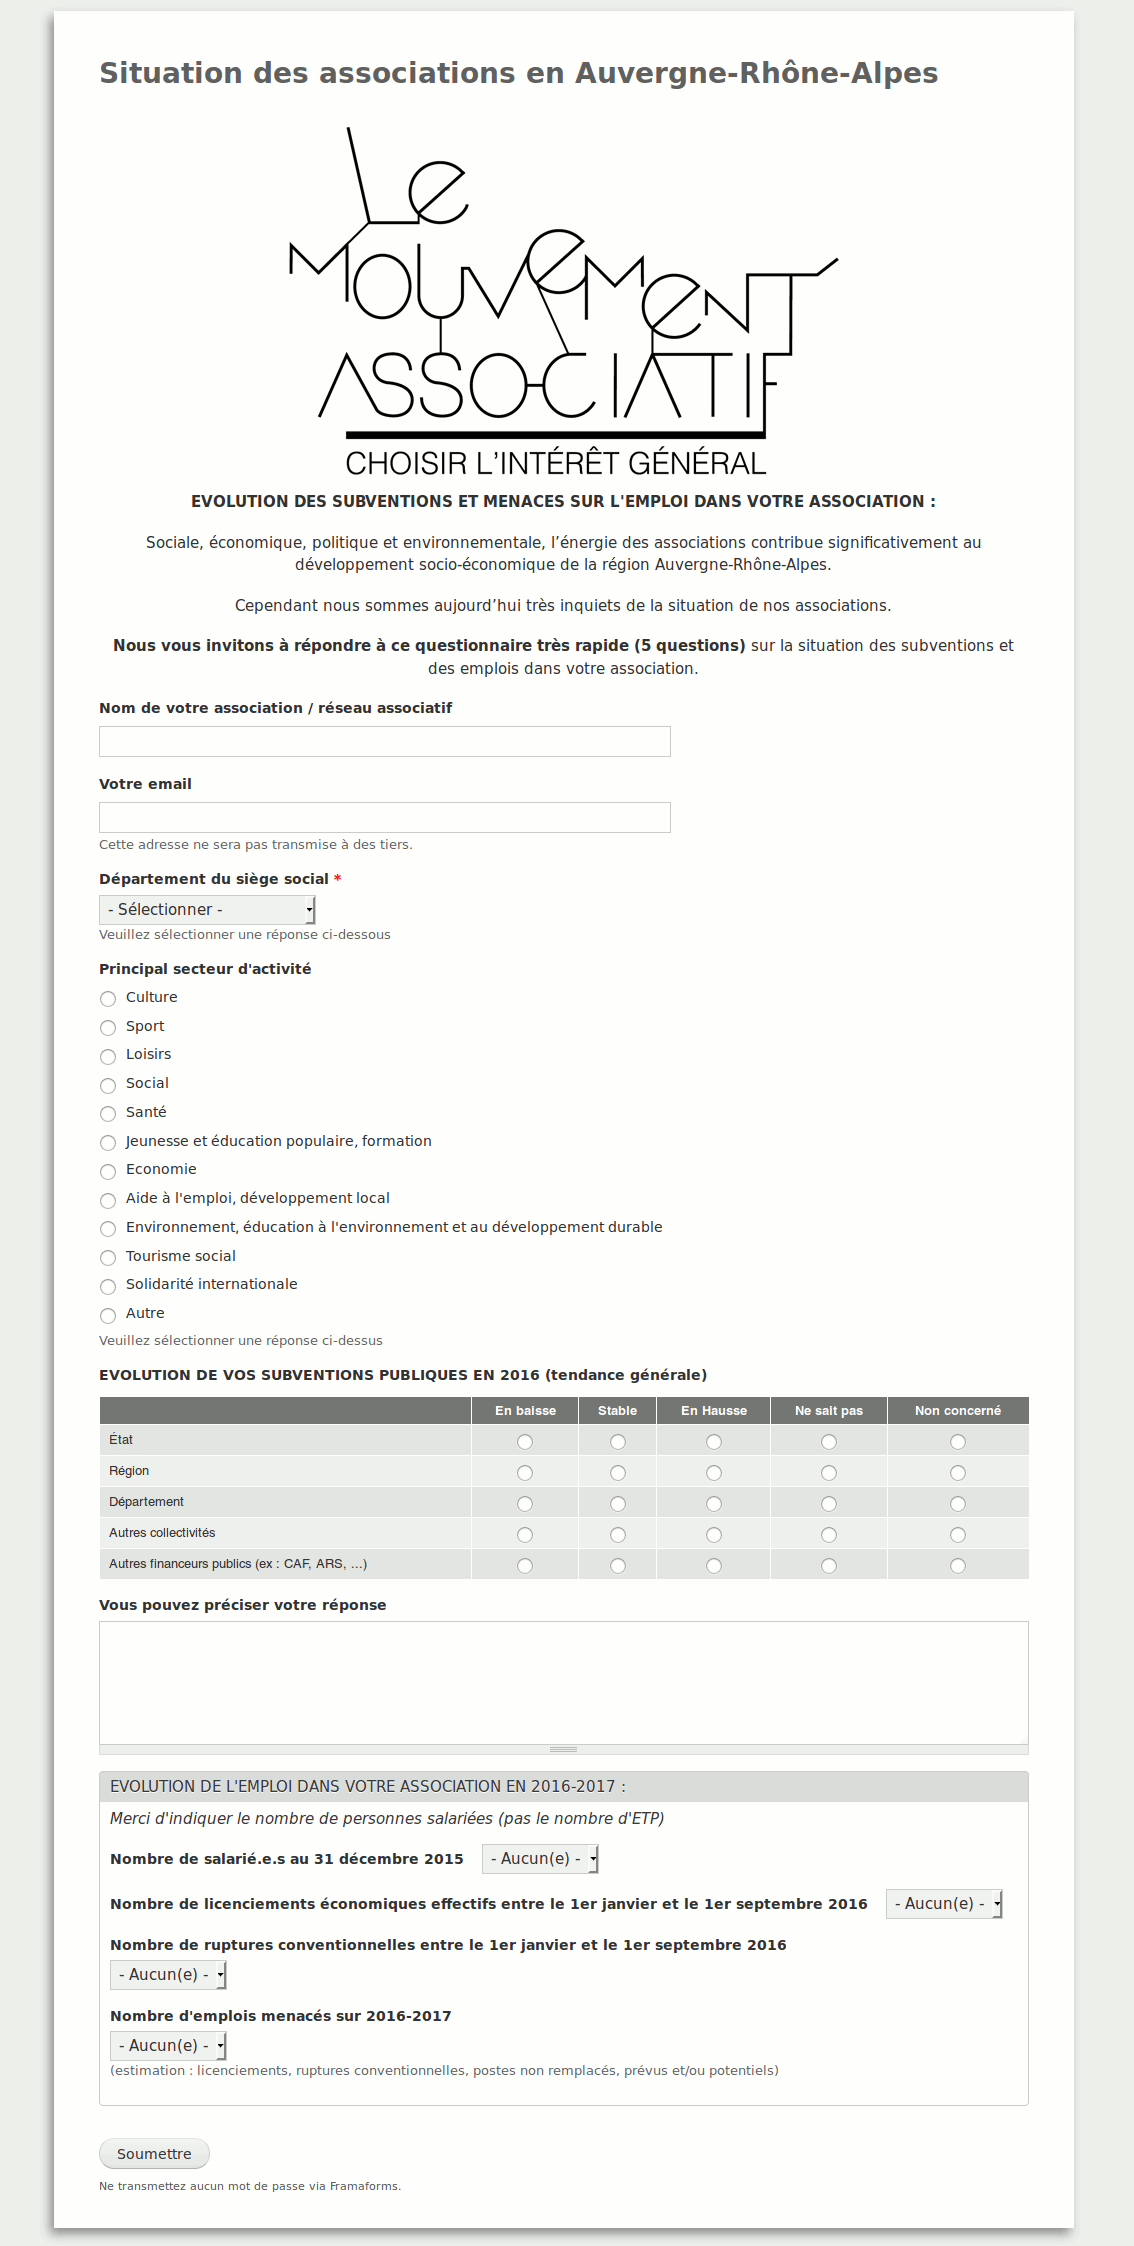 Situation des associations en Auvergne-Rhône-Alpes
Le
MOUVeMeNT
ASSOCIATIF
CHOISIR L'INTÉRÊT GÉNÉRAL
EVOLUTION DES SUBVENTIONS ET MENACES SUR L'EMPLOI DANS VOTRE ASSOCIATION :
Sociale, économique, politique et environnementale, l’énergie des associations contribue significativement au
développement socio-économique de la région Auvergne-Rhône-Alpes.
Cependant nous sommes aujourd’hui très inquiets de la situation de nos associations.
Nous vous invitons à répondre à ce questionnaire très rapide (5 questions) sur la situation des subventions et
des emplois dans votre association.
Nom de votre association / réseau associatif
Votre email
Cette adresse ne sera pas transmise à des tiers.
Département du siège social *
- Sélectionner -
Veuillez sélectionner une réponse ci-dessous
Principal secteur d'activité
Culture
Sport
Loisirs
Social
Santé
Jeunesse et éducation populaire, formation
Economie
Aide à l'emploi, développement local
Environnement, éducation à l'environnement et au développement durable
Tourisme social
Solidarité internationale
Autre
Veuillez sélectionner une réponse ci-dessus
EVOLUTION DE VOS SUBVENTIONS PUBLIQUES EN 2016 (tendance générale)
En baisse Stable En Hausse Ne sait pas Non concerné
État
Région
Département
Autres collectivités
Autres financeurs publics (ex : CAF, ARS, ...)
Vous pouvez préciser votre réponse
EVOLUTION DE L'EMPLOI DANS VOTRE ASSOCIATION EN 2016-2017 :
Merci d'indiquer le nombre de personnes salariées (pas le nombre d'ETP)
Nombre de salarié.e.s au 31 décembre 2015 - Aucun(e) -
Nombre de licenciements économiques effectifs entre le 1er janvier et le 1er septembre 2016 - Aucun(e) -
Nombre de ruptures conventionnelles entre le 1er janvier et le 1er septembre 2016
- Aucun(e) -
Nombre d'emplois menacés sur 2016-2017
- Aucun(e) -
(estimation : licenciements, ruptures conventionnelles, postes non remplacés, prévus et/ou potentiels)
Soumettre
Ne transmettez aucun mot de passe via Framaforms.